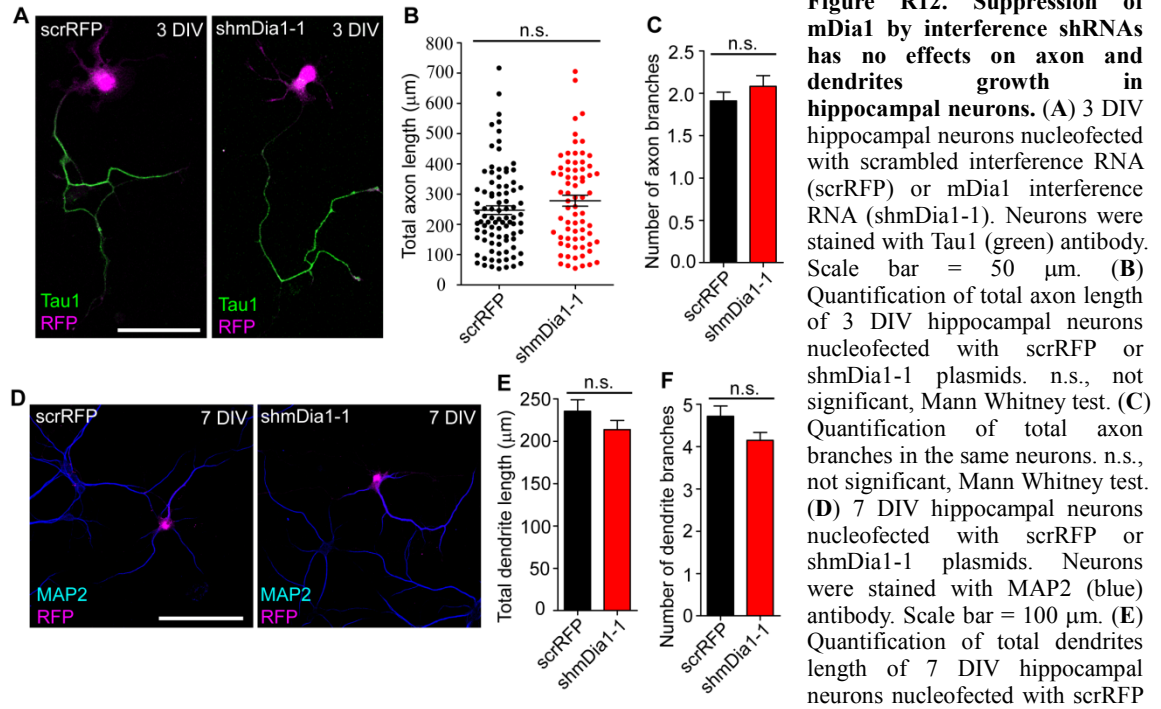 A
scrRFP
3 DIV
Tau1
RFP
shmDia1-1
3 DIV
Tau1
RFP
B
n.s.
Total axon length (μm)
800
700
600
500
400
300
200
100
0
scrRFP
shmDia1-1
C
n.s.
Number of axon branches
2.5
2.0
1.5
1.0
0.5
0.0
scrRFP
shmDia1-1
D
scrRFP
7 DIV
MAP2
RFP
shmDia1-1
7 DIV
MAP2
RFP
E
n.s.
Total dendrite length (μm)
250
200
150
100
50
0
scrRFP
shmDia1-1
F
n.s.
Number of dendrite branches
5
4
3
2
1
0
scrRFP
shmDia1-1
Figure R12. Suppression of
mDia1 by interference shRNAs
has no effects on axon and
dendrites growth in
hippocampal neurons. (A) 3 DIV
hippocampal neurons nucleofected
with scrambled interference RNA
(scrRFP) or mDia1 interference
RNA (shmDia1-1). Neurons were
stained with Tau1 (green) antibody.
Scale bar = 50 μm. (B)
Quantification of total axon length
of 3 DIV hippocampal neurons
nucleofected with scrRFP or
shmDia1-1 plasmids. n.s., not
significant, Mann Whitney test. (C)
Quantification of total axon
branches in the same neurons. n.s.,
not significant, Mann Whitney test.
(D) 7 DIV hippocampal neurons
nucleofected with scrRFP or
shmDia1-1 plasmids. Neurons
were stained with MAP2 (blue)
antibody. Scale bar = 100 μm. (E)
Quantification of total dendrites
length of 7 DIV hippocampal
neurons nucleofected with scrRFP